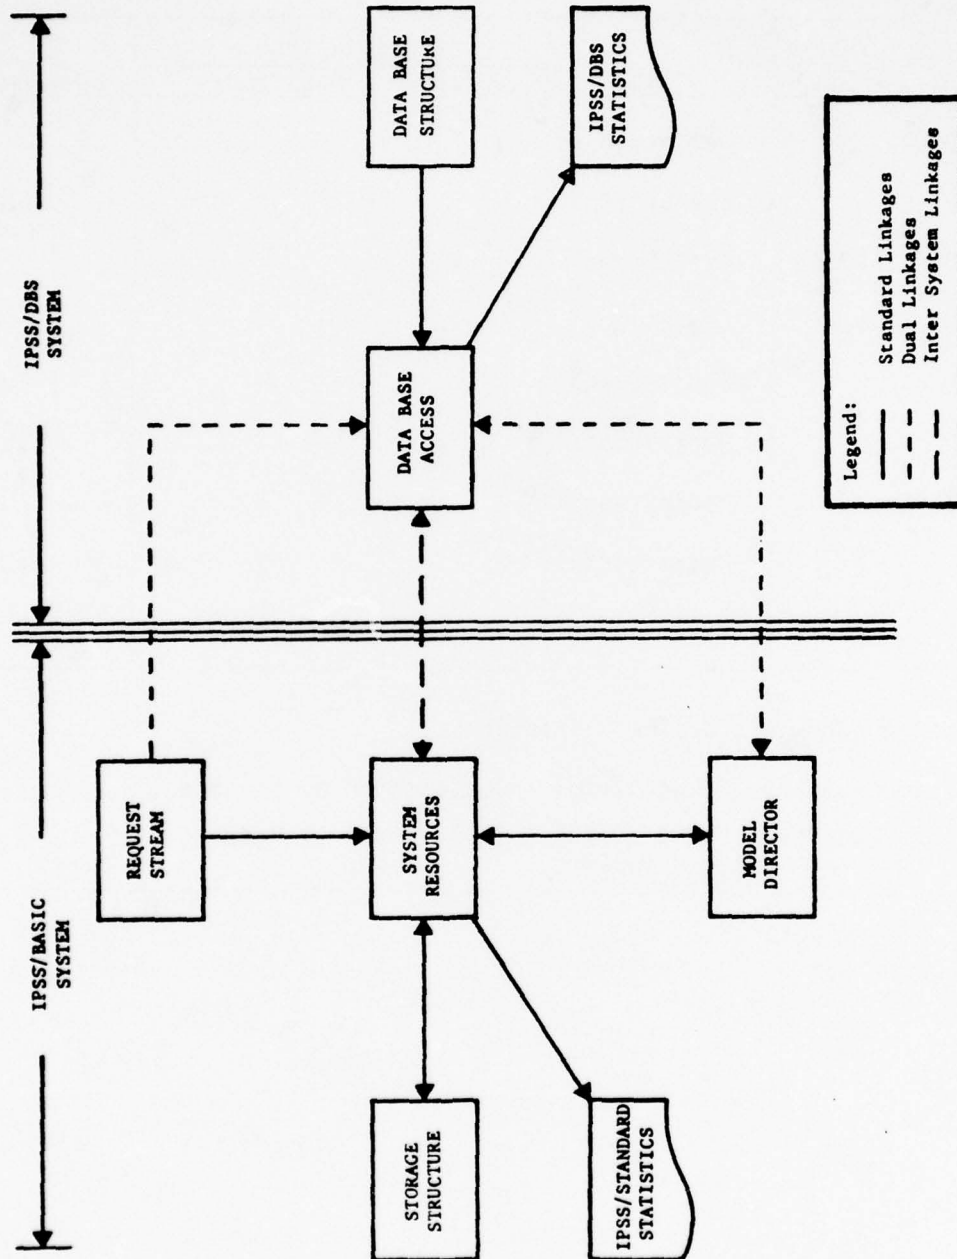 IPSS/BASIC
SYSTEM
IPSS/DBS
SYSTEM
REQUEST
STREAM
STORAGE
STRUCTURE
SYSTEM
RESOURCES
DATA BASE
ACCESS
DATA BASE
STRUCTURE
IPSS/STANDARD
STATISTICS
IPSS/DBS
STATISTICS
MODEL
DIRECTOR
Legend:
Standard Linkages
Dual Linkages
Inter System Linkages